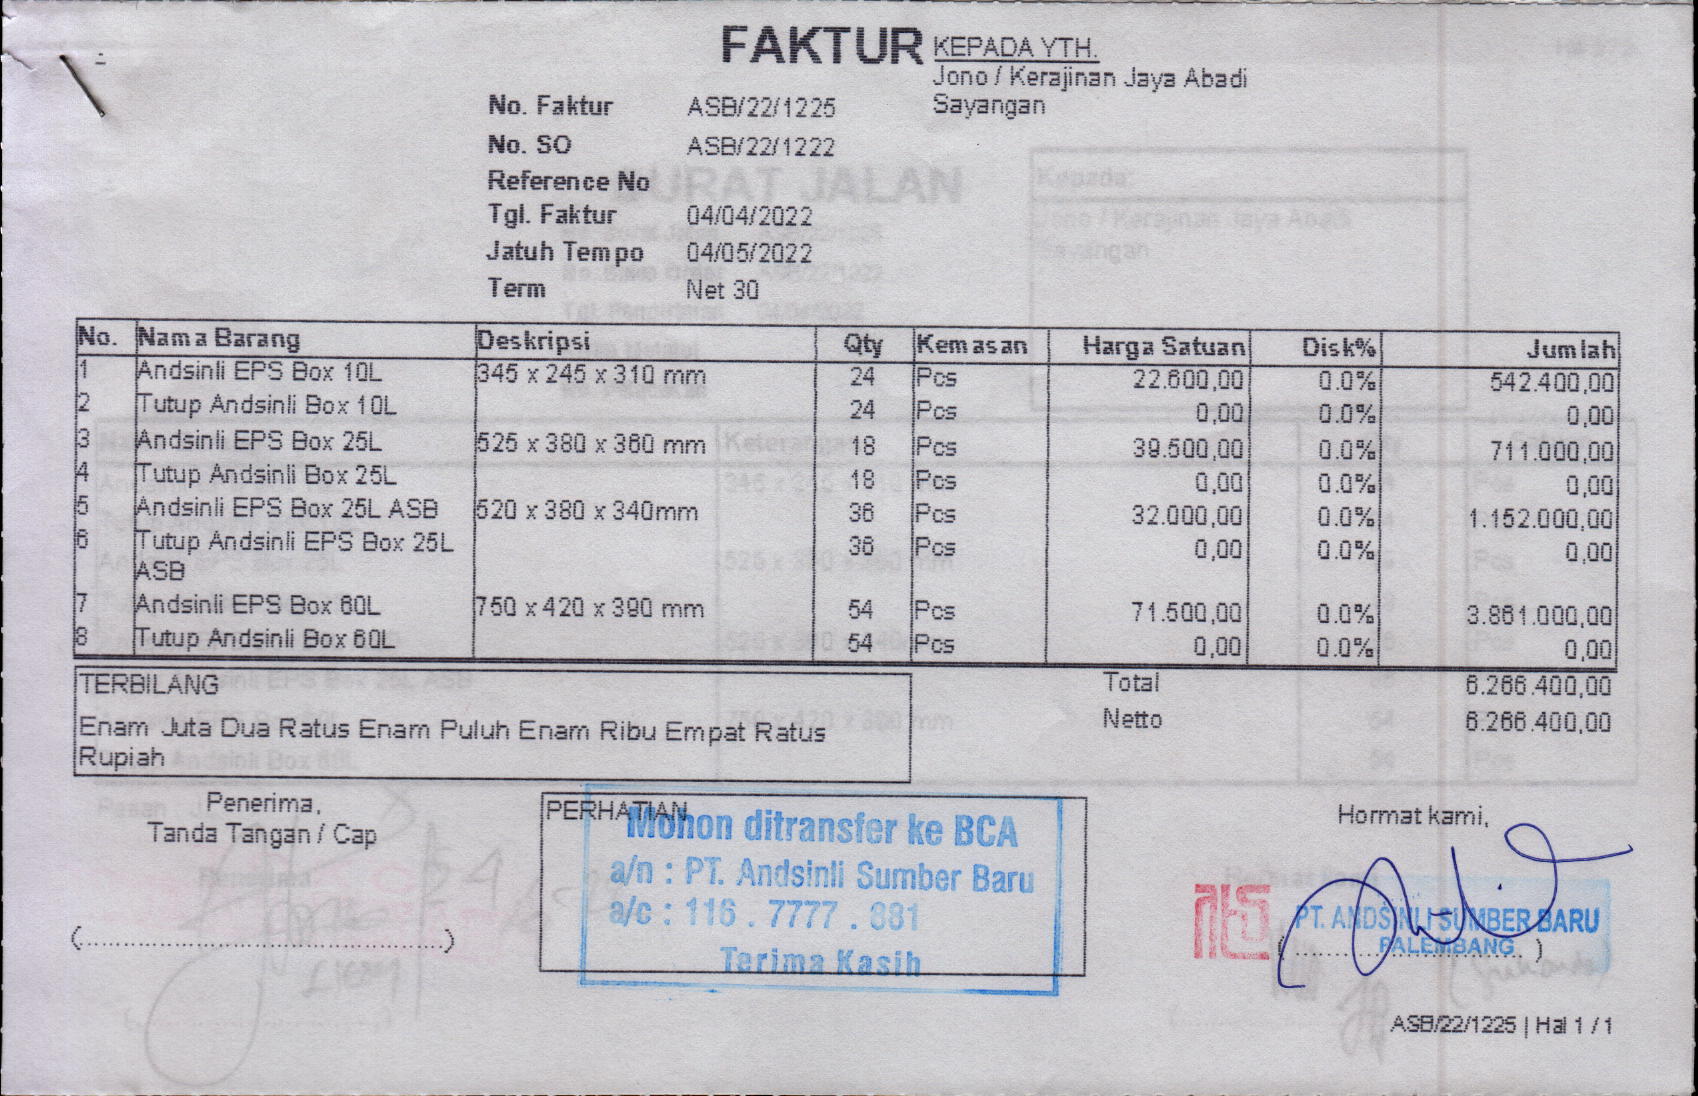 FAKTUR
KEPADA YTH.
Jono / Kerajinan Jaya Abadi
Sayangan
No. Faktur ASB/22/1225
No. SO ASB/22/1222
Reference No
Tgl. Faktur 04/04/2022
Jatuh Tempo 04/05/2022
Term Net 30
No. Nama Barang Deskripsi Qty Kemasan Harga Satuan Disk% Jumlah
1 Andsinli EPS Box 10L 345 x 245 x 310 mm 24 Pcs 22.600,00 0.0% 542.400,00
2 Tutup Andsinli Box 10L 24 Pcs 0,00 0.0% 0,00
3 Andsinli EPS Box 25L 525 x 380 x 360 mm 18 Pcs 39.500,00 0.0% 711.000,00
4 Tutup Andsinli Box 25L 18 Pcs 0,00 0.0% 0,00
5 Andsinli EPS Box 25L ASB 520 x 380 x 340mm 36 Pcs 32.000,00 0.0% 1.152.000,00
6 Tutup Andsinli EPS Box 25L 36 Pcs 0,00 0.0% 0,00
ASB
7 Andsinli EPS Box 60L 750 x 420 x 390 mm 54 Pcs 71.500,00 0.0% 3.861.000,00
8 Tutup Andsinli Box 60L 54 Pcs 0,00 0.0% 0,00
TERBILANG
Enam Juta Dua Ratus Enam Puluh Enam Ribu Empat Ratus
Rupiah
Total 6.266.400,00
Netto 6.266.400,00
Penerima,
Tanda Tangan / Cap
PERHATIAN
Mohon ditransfer ke BCA
a/n : PT. Andsinli Sumber Baru
a/c : 116 . 7777 . 881
Terima Kasih
Hormat kami,
PT. ANDSINLI SUMBER BARU
PALEMBANG
ASB/22/1225 | Hal 1 / 1